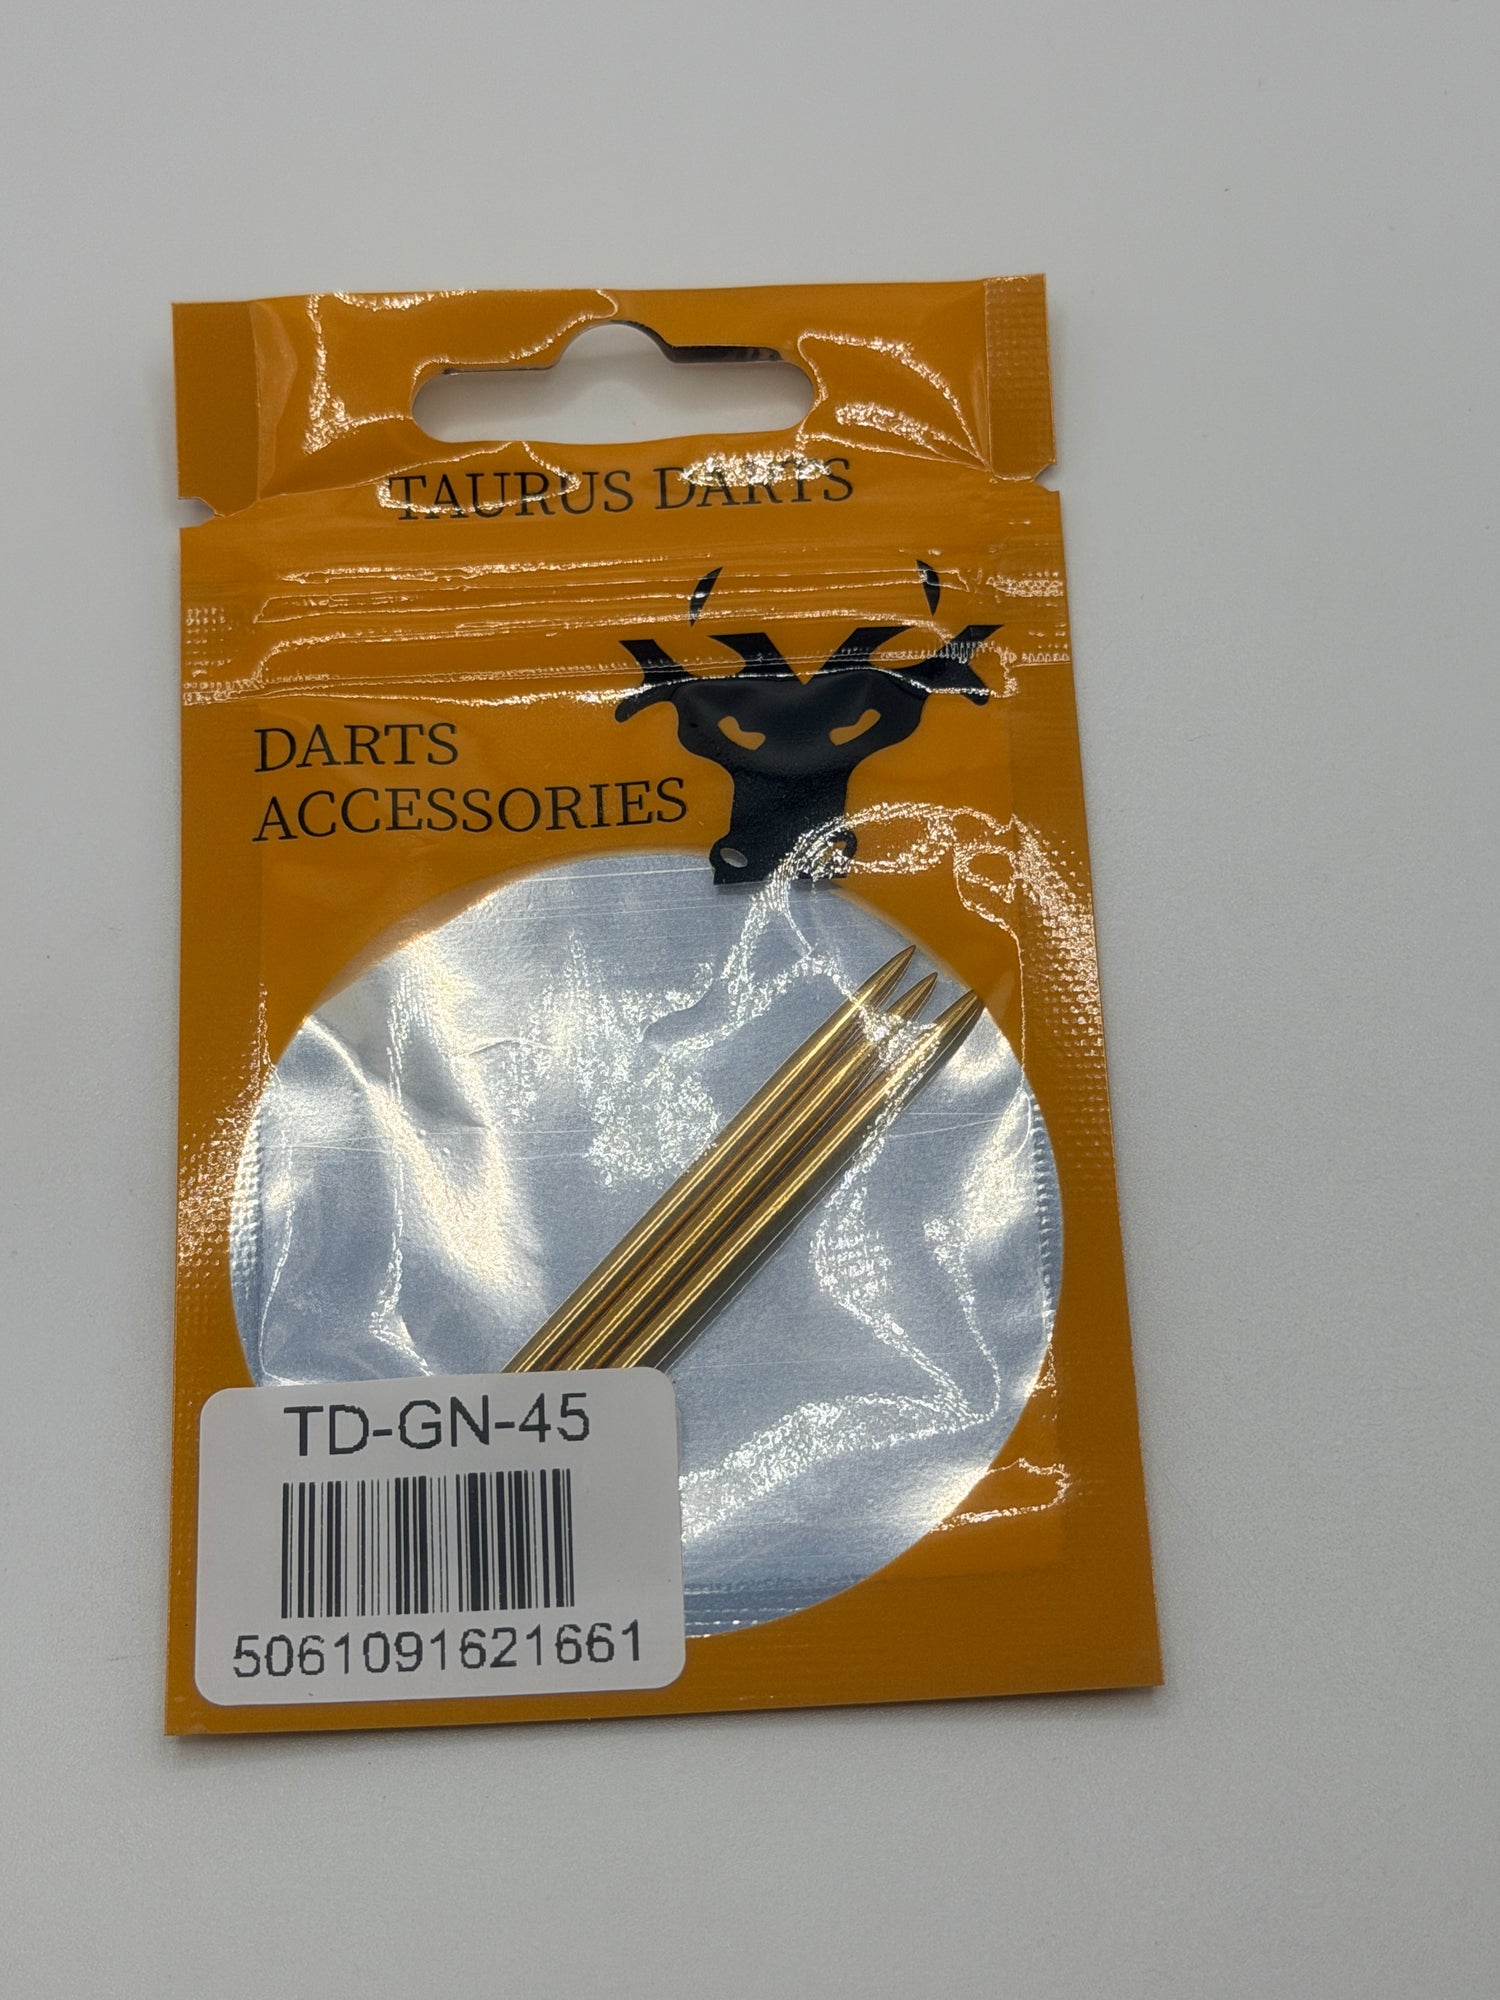 TAURUS DARTS
DARTS
ACCESSORIES
TD-GN-45
5061091621661